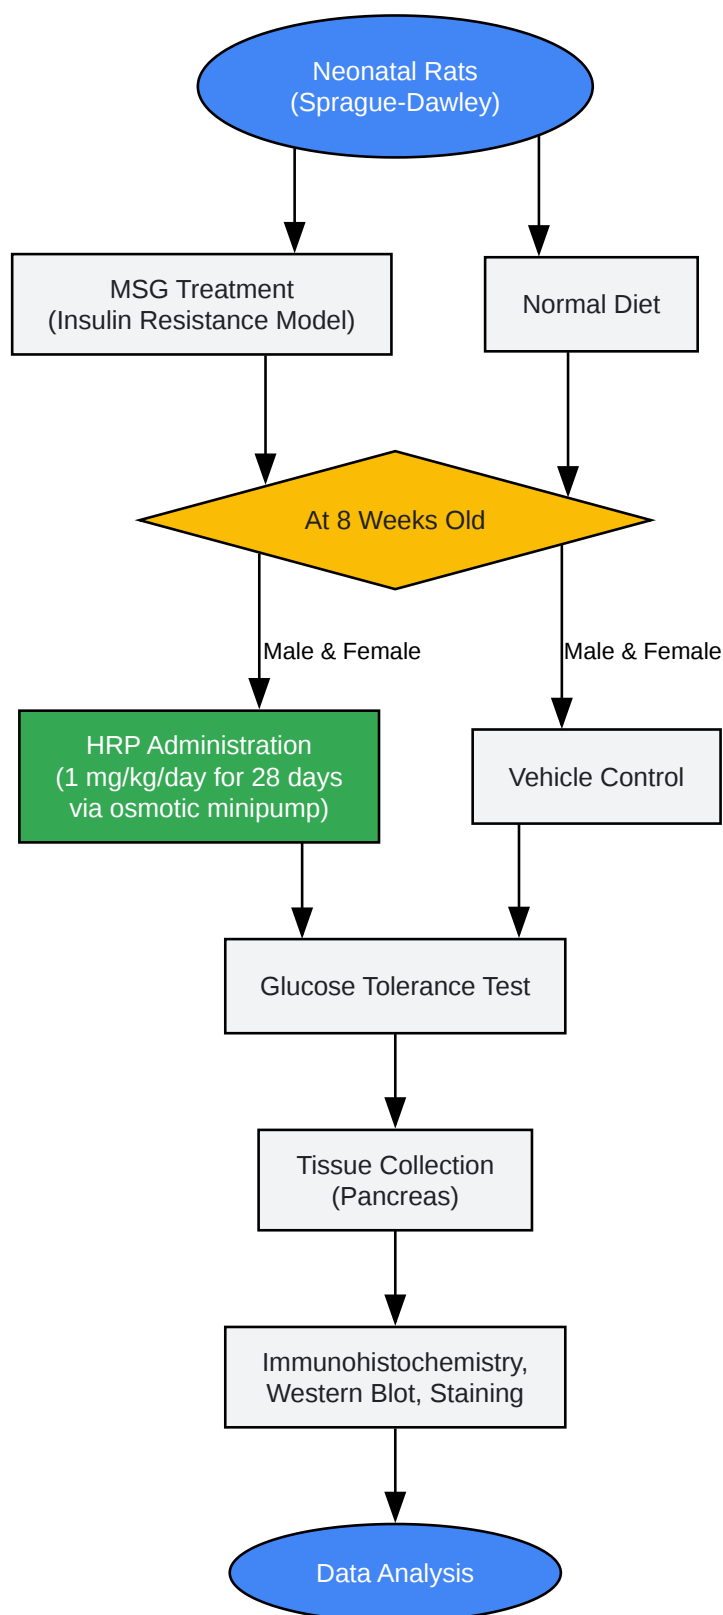 Neonatal Rats
(Sprague-Dawley)
MSG Treatment
(Insulin Resistance Model)
Normal Diet
At 8 Weeks Old
Male & Female
Male & Female
HRP Administration
(1 mg/kg/day for 28 days
via osmotic minipump)
Vehicle Control
Glucose Tolerance Test
Tissue Collection
(Pancreas)
Immunohistochemistry,
Western Blot, Staining
Data Analysis